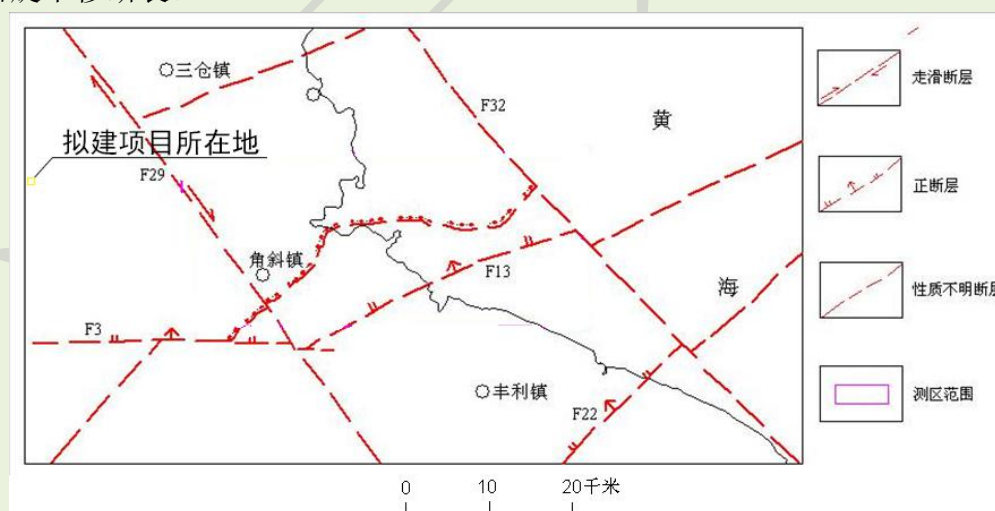 三仓镇
F32
黄
拟建项目所在地
F29
角斜镇
F13
海
F3
丰利镇
F22
走滑断层
正断层
性质不明断层
测区范围
0 10 20千米